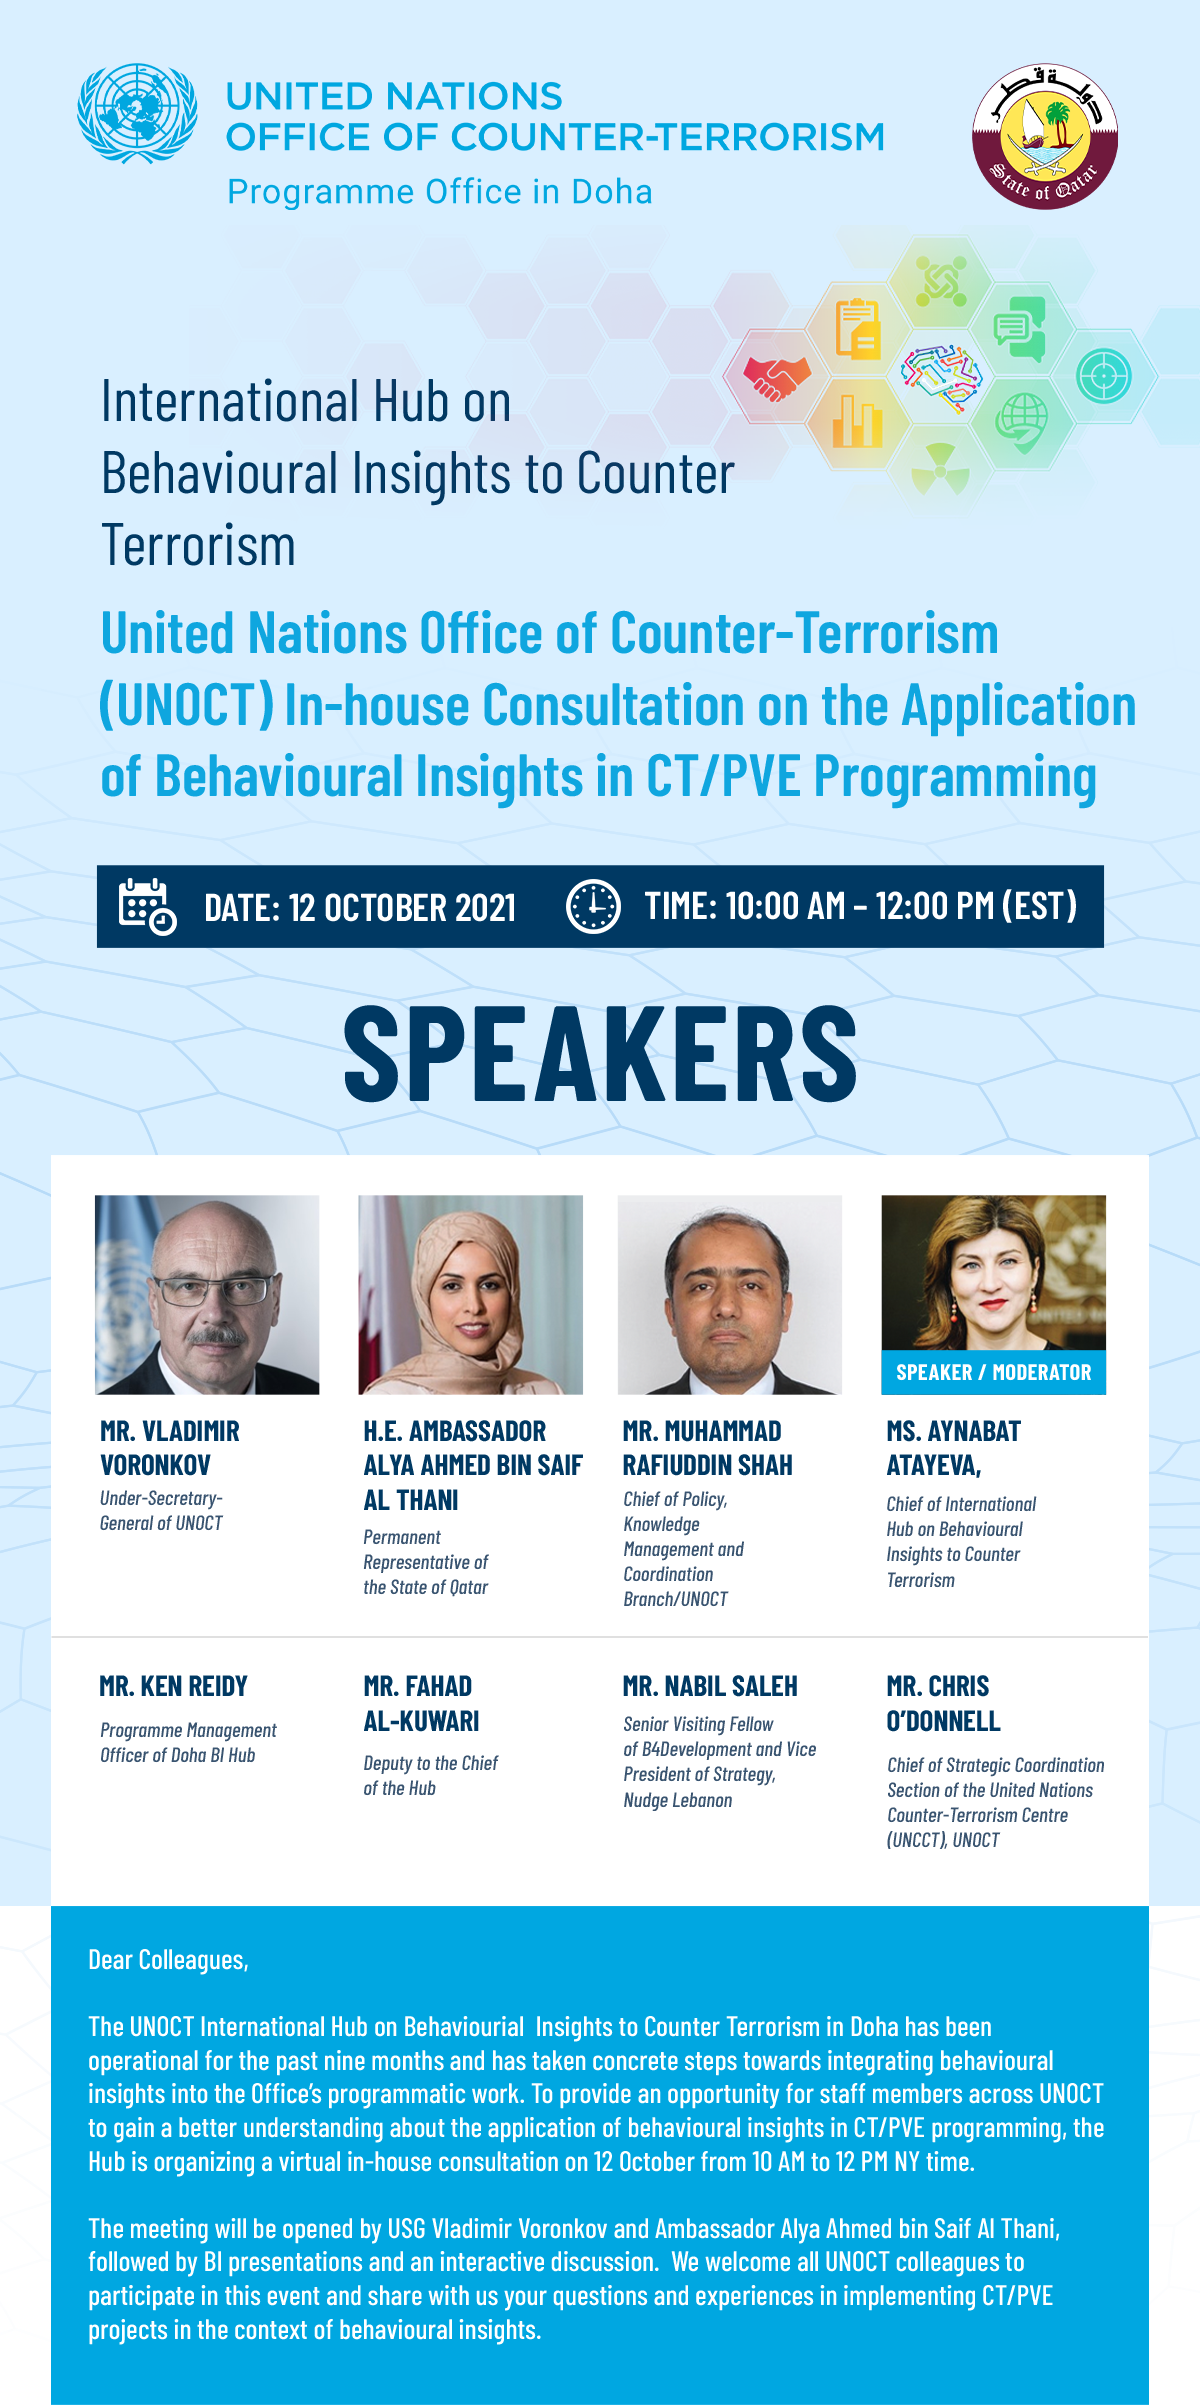 UNITED NATIONS
OFFICE OF COUNTER-TERRORISM
Programme Office in Doha
دولة قطر
State of Qatar
International Hub on
Behavioural Insights to Counter
Terrorism
United Nations Office of Counter-Terrorism
(UNOCT) In-house Consultation on the Application
of Behavioural Insights in CT/PVE Programming
DATE: 12 OCTOBER 2021
TIME: 10:00 AM – 12:00 PM (EST)
SPEAKERS
SPEAKER / MODERATOR
MR. VLADIMIR
VORONKOV
Under-Secretary-
General of UNOCT
H.E. AMBASSADOR
ALYA AHMED BIN SAIF
AL THANI
Permanent
Representative of
the State of Qatar
MR. MUHAMMAD
RAFIUDDIN SHAH
Chief of Policy,
Knowledge
Management and
Coordination
Branch/UNOCT
MS. AYNABAT
ATAYEVA,
Chief of International
Hub on Behavioural
Insights to Counter
Terrorism
MR. KEN REIDY
Programme Management
Officer of Doha BI Hub
MR. FAHAD
AL-KUWARI
Deputy to the Chief
of the Hub
MR. NABIL SALEH
Senior Visiting Fellow
of B4Development and Vice
President of Strategy,
Nudge Lebanon
MR. CHRIS
O'DONNELL
Chief of Strategic Coordination
Section of the United Nations
Counter-Terrorism Centre
(UNCCT), UNOCT
Dear Colleagues,
The UNOCT International Hub on Behaviourial  Insights to Counter Terrorism in Doha has been
operational for the past nine months and has taken concrete steps towards integrating behavioural
insights into the Office's programmatic work. To provide an opportunity for staff members across UNOCT
to gain a better understanding about the application of behavioural insights in CT/PVE programming, the
Hub is organizing a virtual in-house consultation on 12 October from 10 AM to 12 PM NY time.
The meeting will be opened by USG Vladimir Voronkov and Ambassador Alya Ahmed bin Saif Al Thani,
followed by BI presentations and an interactive discussion.  We welcome all UNOCT colleagues to
participate in this event and share with us your questions and experiences in implementing CT/PVE
projects in the context of behavioural insights.